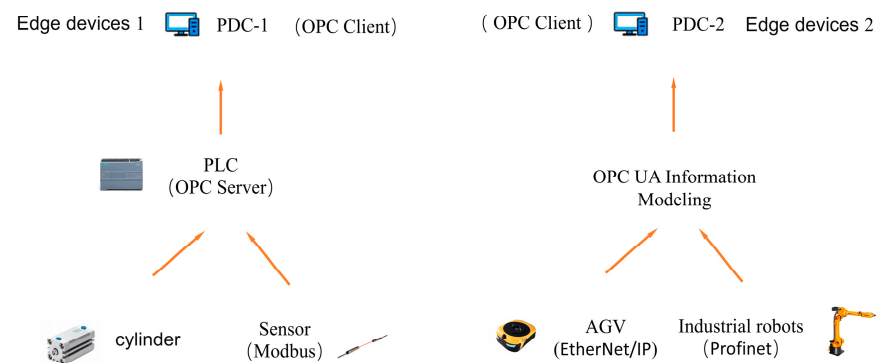 Edge devices 1 PDC-1 (OPC Client)
( OPC Client ) PDC-2 Edge devices 2
PLC
(OPC Server)
OPC UA Information
Modeling
cylinder
Sensor
(Modbus)
AGV
(EtherNet/IP)
Industrial robots
(Profinet)